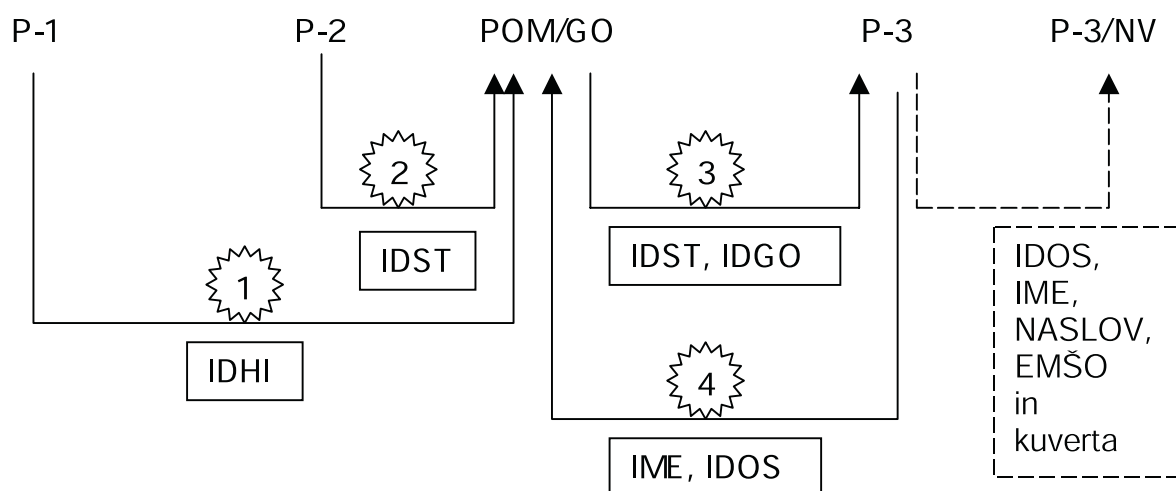 P-1 P-2 POM/GO P-3 P-3/NV
2
3
IDST
IDST, IDGO
1
IDHI
4
IME, IDOS
IDOS,
IME,
NASLOV,
EMŠO
in
kuverta